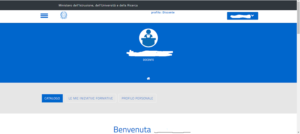 Ministero dell'Istruzione, dell'Università e della Ricerca
CATALOGO LE MIE INIZIATIVE FORMATIVE PROFILO PERSONALE
Benvenuta